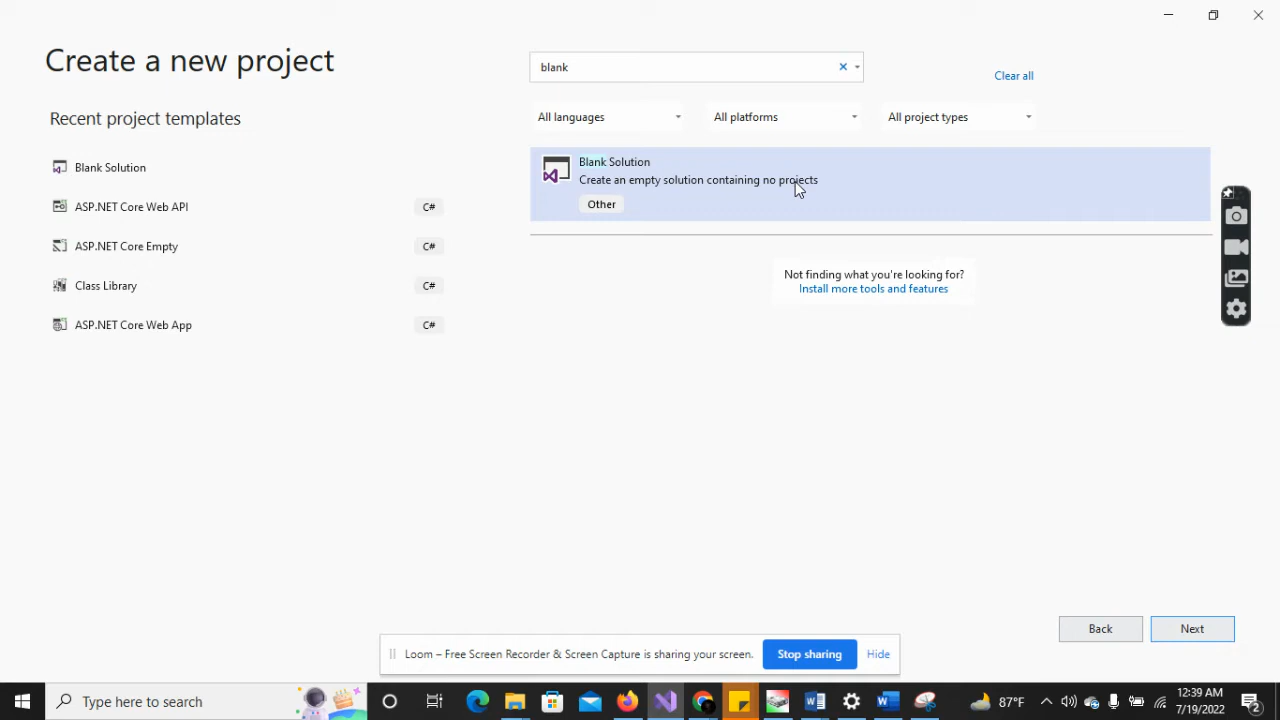 Create a new project
blank
Clear all
Recent project templates
All languages
All platforms
All project types
Blank Solution
ASP.NET Core Web API C#
ASP.NET Core Empty C#
Class Library C#
ASP.NET Core Web App C#
Blank Solution
Create an empty solution containing no projects
Other
Not finding what you're looking for?
Install more tools and features
Back
Next
Loom – Free Screen Recorder & Screen Capture is sharing your screen.
Stop sharing
Hide
Type here to search
87°F
12:39 AM
7/19/2022
2